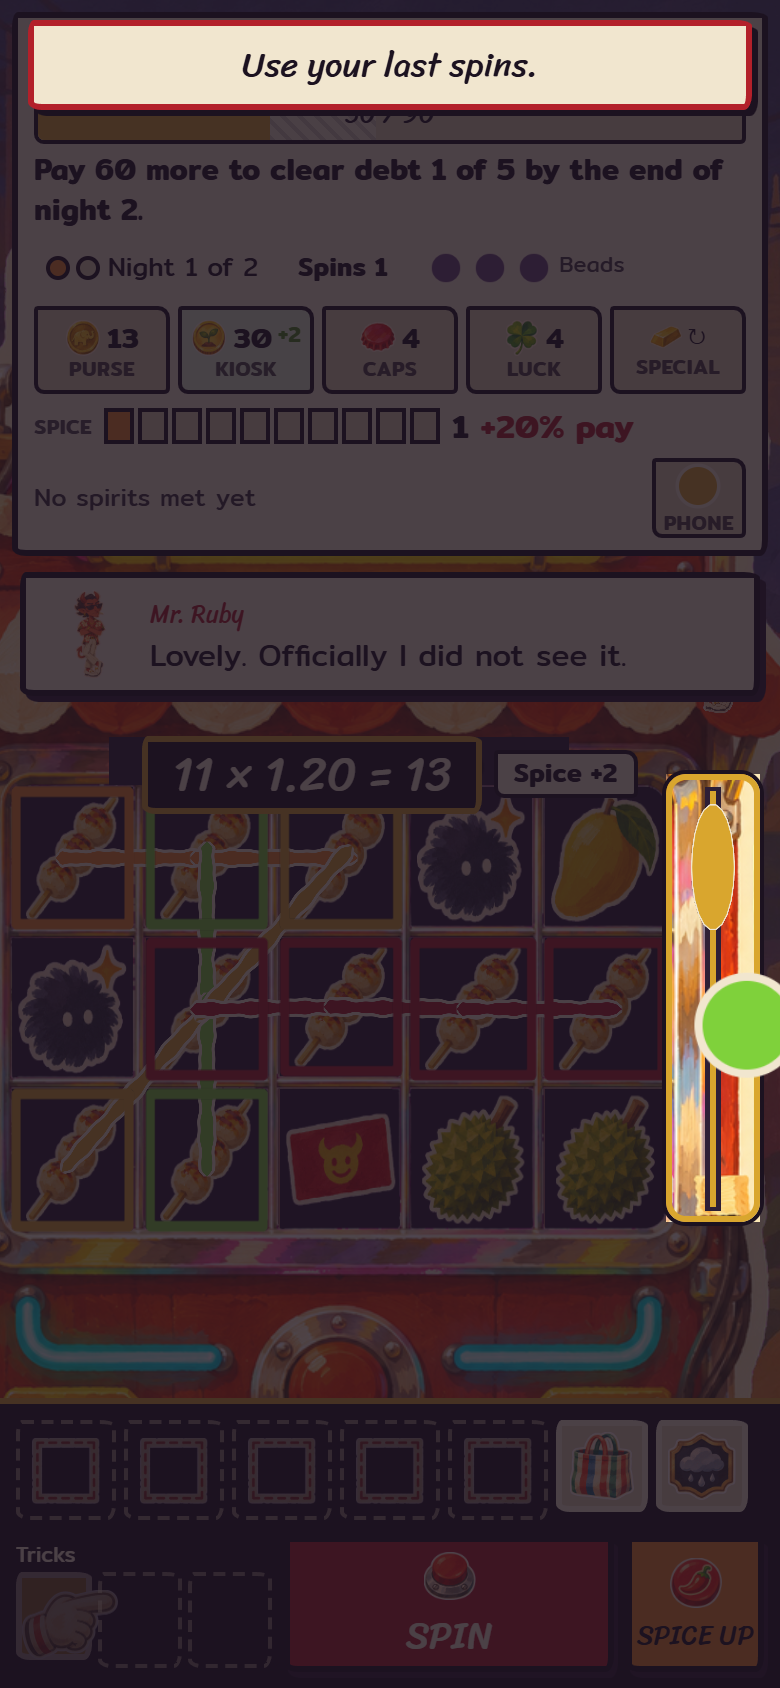 Use your last spins.
30 / 90
Pay 60 more to clear debt 1 of 5 by the end of
night 2.
Night 1 of 2 Spins 1 Beads
13 30 +2 4 4
PURSE KIOSK CAPS LUCK SPECIAL
SPICE 1 +20% pay
No spirits met yet
PHONE
Mr. Ruby
Lovely. Officially I did not see it.
11 × 1.20 = 13 Spice +2
Tricks
SPIN SPICE UP